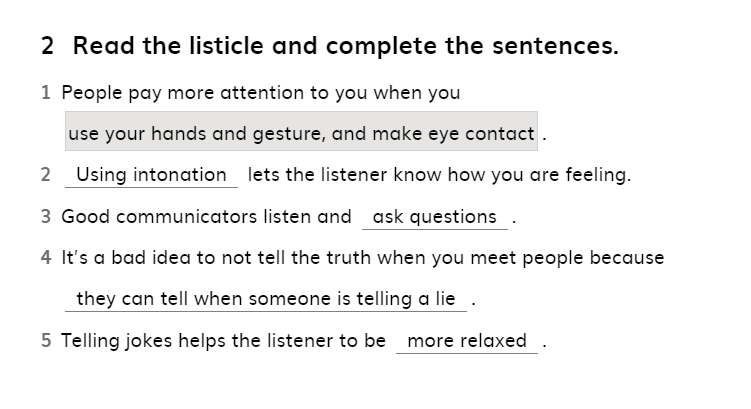 2 Read the listicle and complete the sentences.
1 People pay more attention to you when you
use your hands and gesture, and make eye contact .
2 Using intonation lets the listener know how you are feeling.
3 Good communicators listen and ask questions .
4 It's a bad idea to not tell the truth when you meet people because
they can tell when someone is telling a lie .
5 Telling jokes helps the listener to be more relaxed .